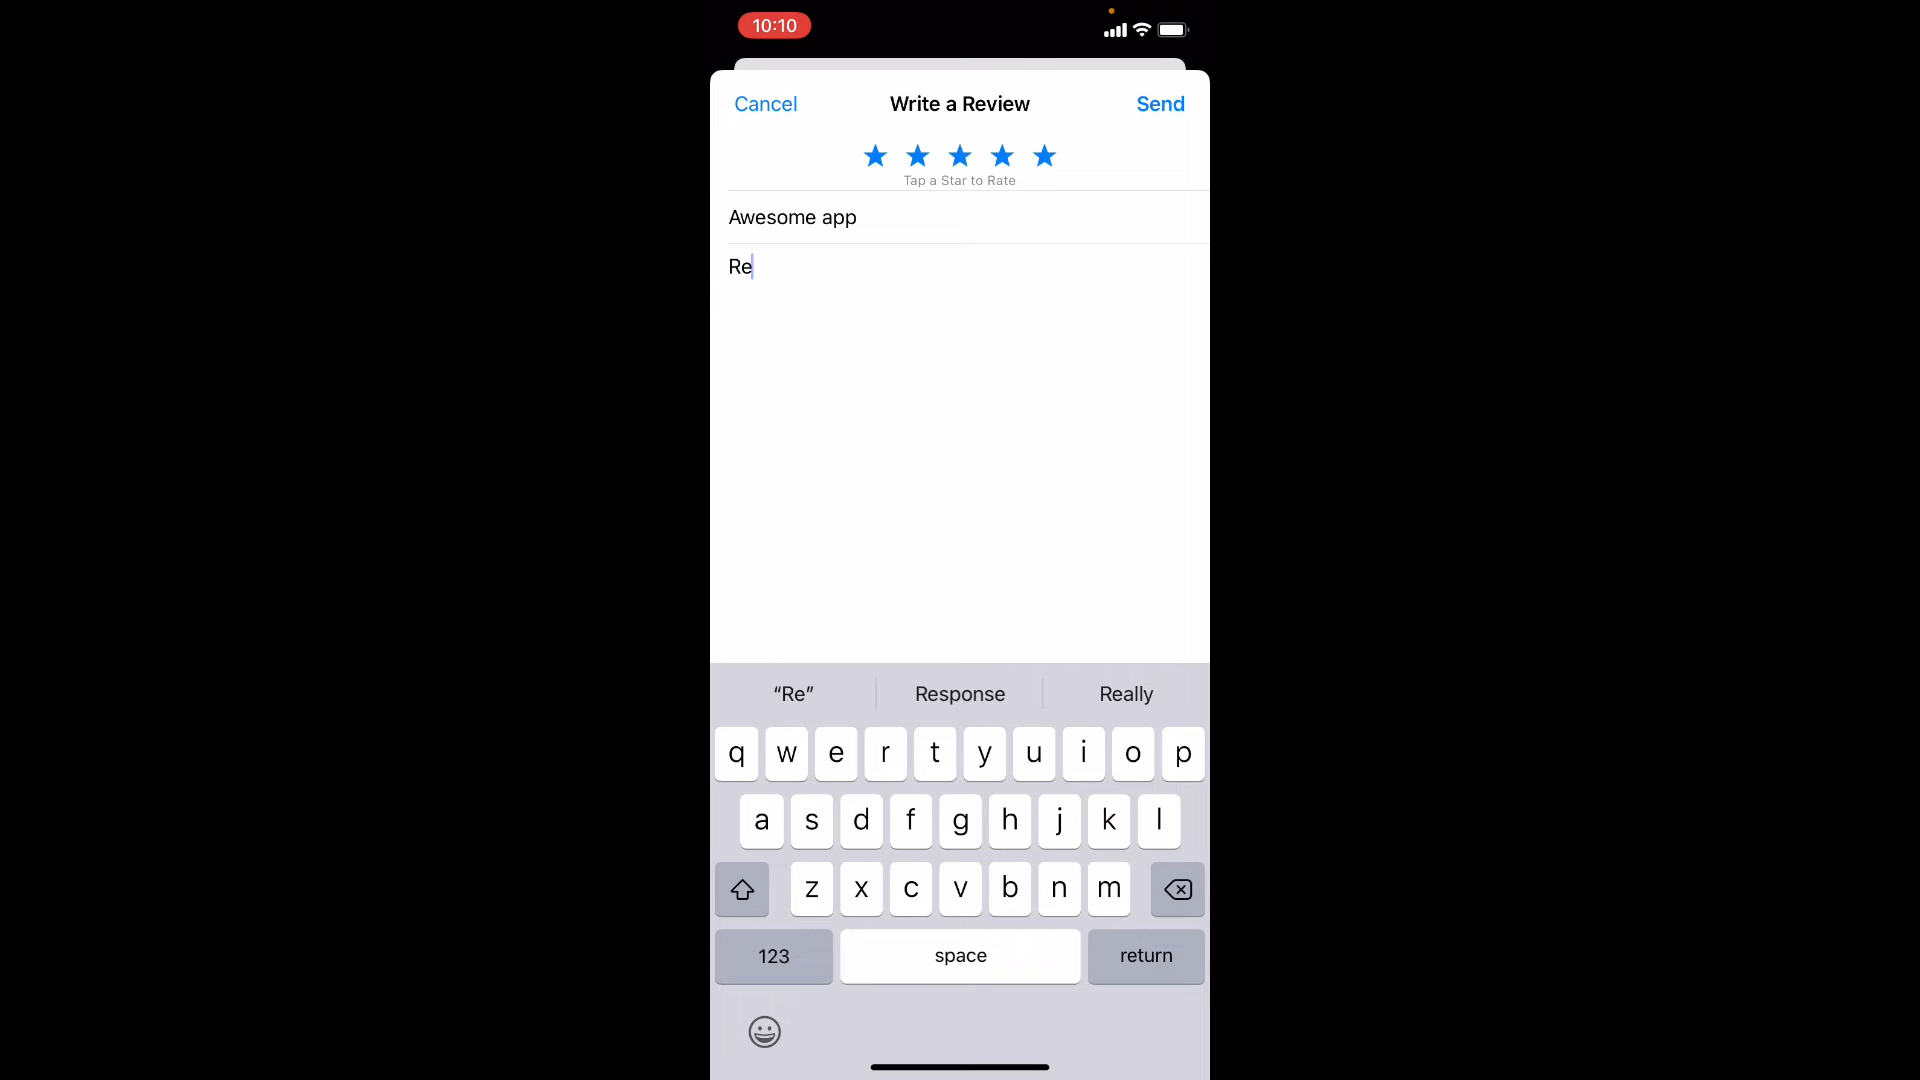 10:10
Cancel Write a Review Send
Tap a Star to Rate
Awesome app
Re
“Re” Response Really
q w e r t y u i o p
a s d f g h j k l
z x c v b n m
123 space return